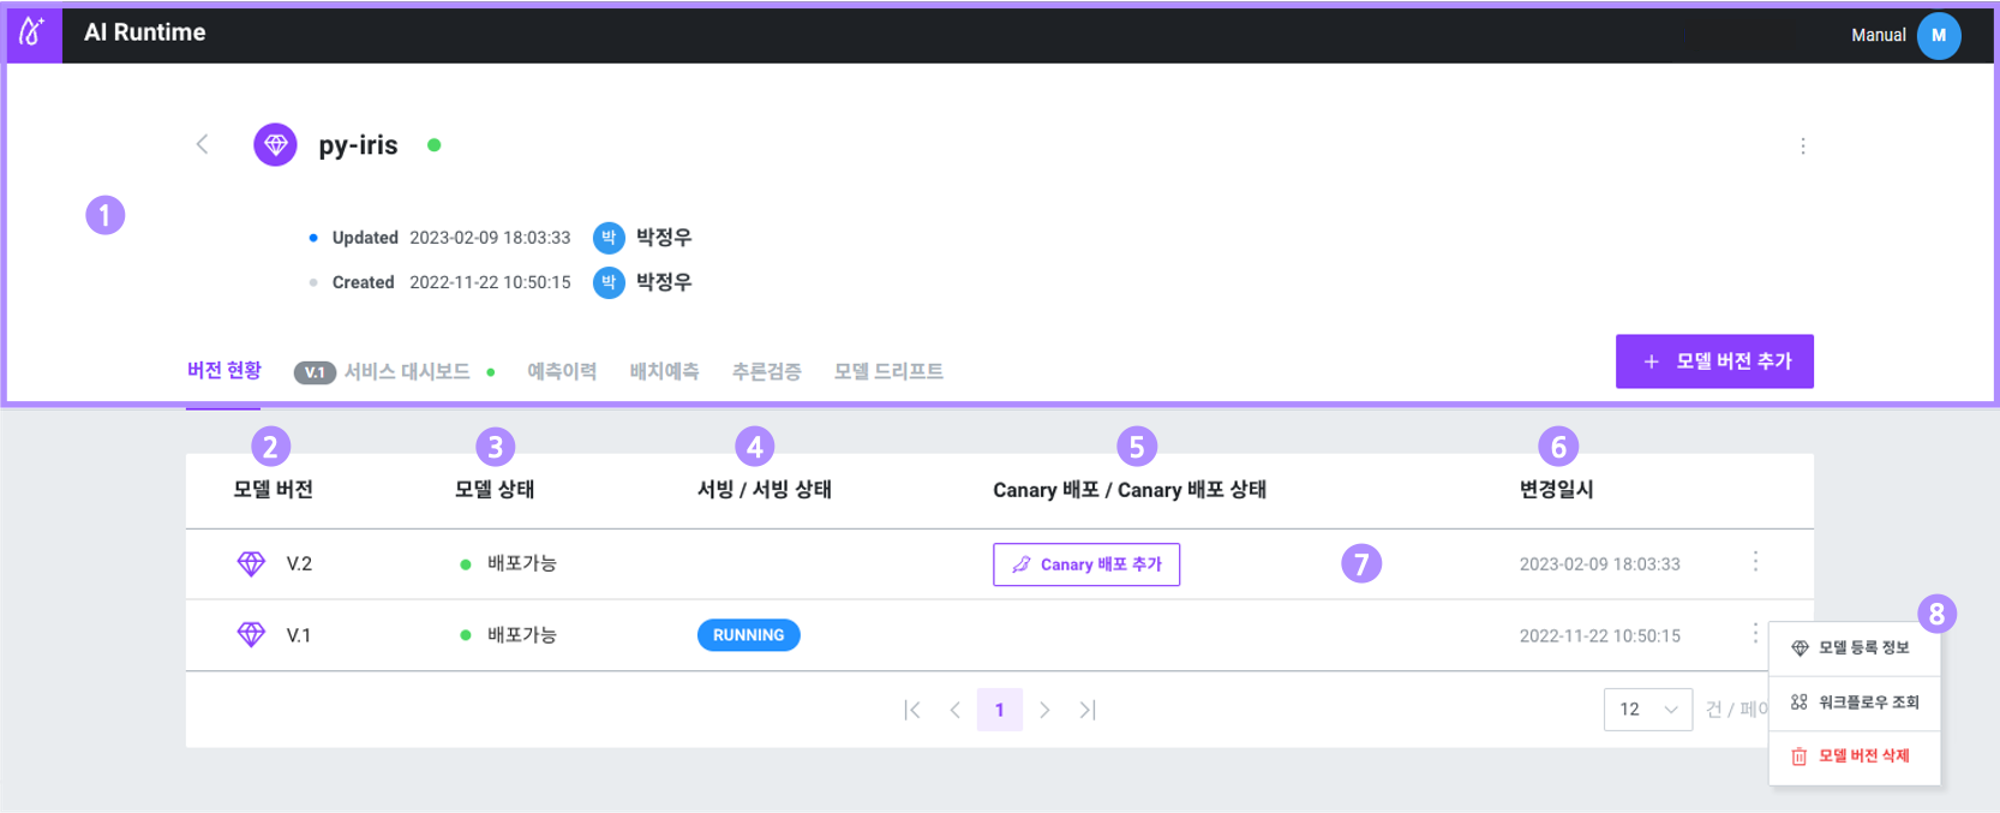 AI Runtime
Manual M
py-iris
1
Updated 2023-02-09 18:03:33 박 박정우
Created 2022-11-22 10:50:15 박 박정우
버전 현황 V.1 서비스 대시보드 예측이력 배치예측 추론검증 모델 드리프트
+ 모델 버전 추가
2 3 4 5 6
모델 버전 모델 상태 서빙 / 서빙 상태 Canary 배포 / Canary 배포 상태 변경일시
V.2 배포가능 Canary 배포 추가 7 2023-02-09 18:03:33
V.1 배포가능 RUNNING 2022-11-22 10:50:15
8
모델 등록 정보
워크플로우 조회
모델 버전 삭제
1
12 건 / 페이